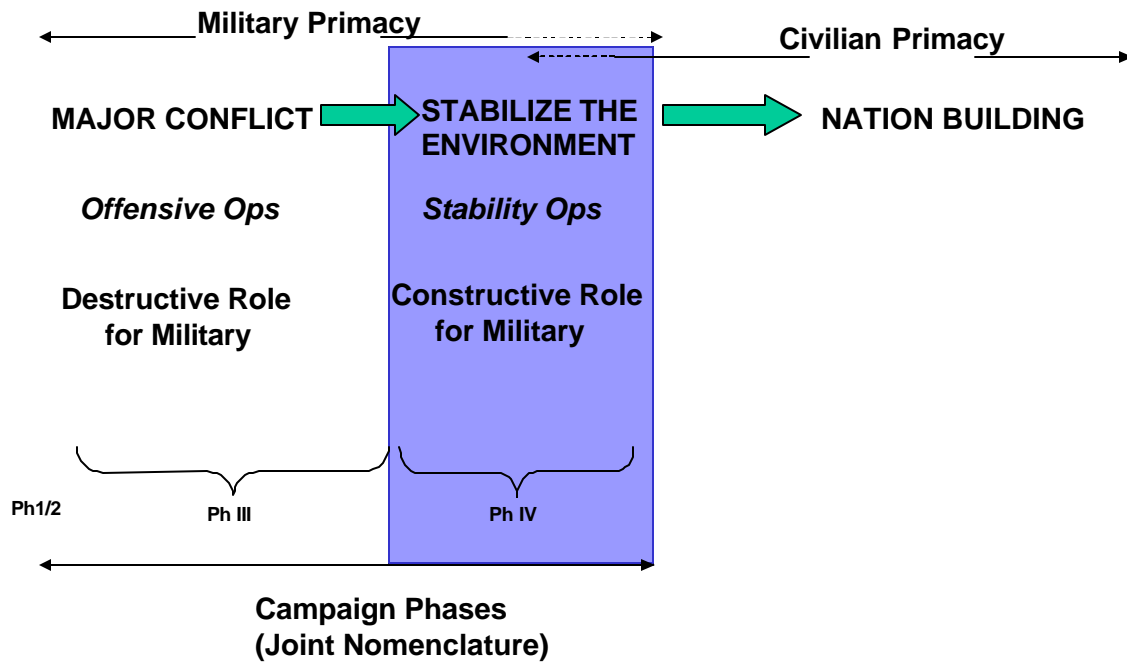 Military Primacy
Civilian Primacy
MAJOR CONFLICT
STABILIZE THE
ENVIRONMENT
NATION BUILDING
Offensive Ops
Stability Ops
Destructive Role
for Military
Constructive Role
for Military
Ph1/2
Ph III
Ph IV
Campaign Phases
(Joint Nomenclature)